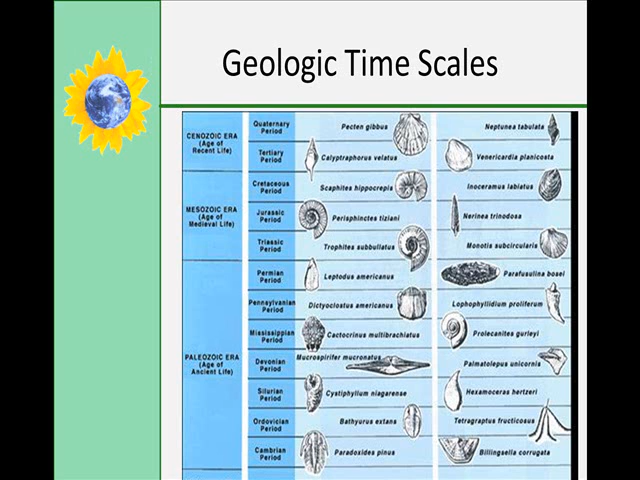 Geologic Time Scales
CENOZOIC ERA
(Age of
Recent Life)
Quaternary
Period
Pecten gibbus
Neptunea tabulata
Tertiary
Period
Calyptraphorus velatus
Venericardia planicosta
MESOZOIC ERA
(Age of
Medieval Life)
Cretaceous
Period
Scaphites hippocrepis
Inoceramus labiatus
Jurassic
Period
Perisphinctes tiziani
Nerinea trinodosa
Triassic
Period
Trophites subbullatus
Monotis subcircularis
PALEOZOIC ERA
(Age of
Ancient Life)
Permian
Period
Leptodus americanus
Parafusulina bosei
Pennsylvanian
Period
Dictyoclostus americanus
Lophophyllidium proliferum
Mississippian
Period
Cactocrinus multibrachiatus
Prolecanites gurleyi
Devonian
Period
Mucrospirifer mucronatus
Palmatolepus unicornis
Silurian
Period
Cystiphyllum niagarense
Hexamoceras hertzeri
Ordovician
Period
Bathyurus extans
Tetragraptus fructicosus
Cambrian
Period
Paradoxides pinus
Billingsella corrugata